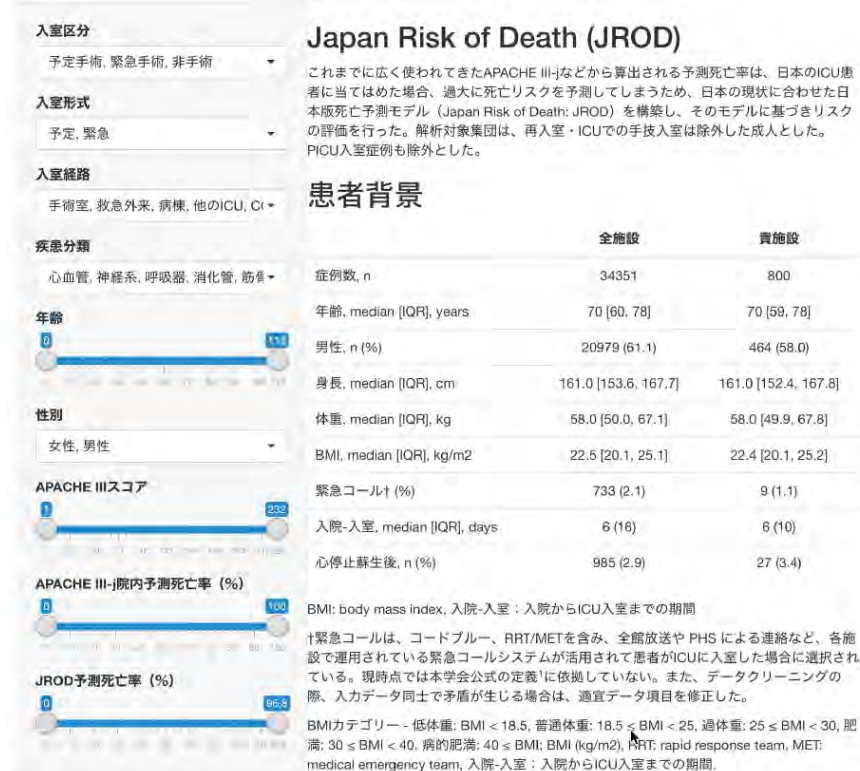 入室区分
予定手術, 緊急手術, 非手術
入室形式
予定, 緊急
入室経路
手術室, 救急外来, 病棟, 他のICU, C
疾患分類
心血管, 神経系, 呼吸器, 消化管, 筋骨
年齢
0
性別
女性, 男性
APACHE IIIスコア
1
232
APACHE III-j院内予測死亡率（%）
0
100
JROD予測死亡率（%）
0
Japan Risk of Death (JROD)
これまでに広く使われてきたAPACHE III-jなどから算出される予測死亡率は、日本のICU患
者に当てはめた場合、過大に死亡リスクを予測してしまうため、日本の現状に合わせた日
本版死亡予測モデル（Japan Risk of Death: JROD）を構築し、そのモデルに基づきリスク
の評価を行った。解析対象集団は、再入室・ICUでの手技入室は除外した成人とした。
PICU入室症例も除外とした。
患者背景
全施設 貴施設
症例数, n 34351 800
年齢, median [IQR], years 70 [60, 78] 70 [59, 78]
男性, n (%) 20979 (61.1) 464 (58.0)
身長, median [IQR], cm 161.0 [153.6, 167.7] 161.0 [152.4, 167.8]
体重, median [IQR], kg 58.0 [50.0, 67.1] 58.0 [49.9, 67.8]
BMI, median [IQR], kg/m2 22.5 [20.1, 25.1] 22.4 [20.1, 25.2]
緊急コール† (%) 733 (2.1) 9 (1.1)
入院-入室, median [IQR], days 6 (16) 6 (10)
心停止蘇生後, n (%) 985 (2.9) 27 (3.4)
BMI: body mass index, 入院-入室；入院からICU入室までの期間
†緊急コールは、コードブルー、RRT/METを含み、全館放送や PHS による連絡など、各施
設で運用されている緊急コールシステムが活用されて患者がICUに入室した場合に選択され
ている。現時点では本学会公式の定義¹に依拠していない。また、データクリーニングの
際、入力データ同士で矛盾が生じる場合は、適宜データ項目を修正した。
BMIカテゴリー - 低体重: BMI < 18.5, 普通体重: 18.5 ≤ BMI < 25, 過体重: 25 ≤ BMI < 30, 肥
満: 30 ≤ BMI < 40, 病的肥満: 40 ≤ BMI; BMI (kg/m2), RRT: rapid response team, MET:
medical emergency team, 入院-入室；入院からICU入室までの期間.